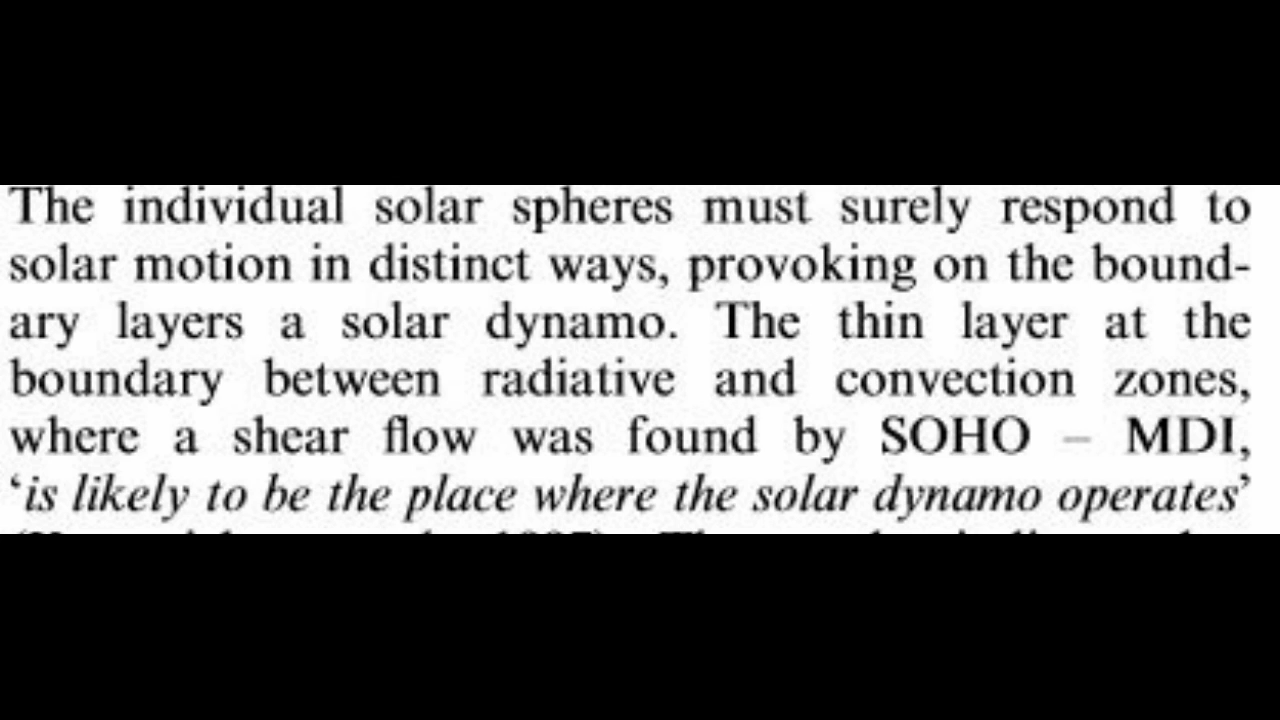 The individual solar spheres must surely respond to
solar motion in distinct ways, provoking on the bound-
ary layers a solar dynamo. The thin layer at the
boundary between radiative and convection zones,
where a shear flow was found by SOHO – MDI,
‘is likely to be the place where the solar dynamo operates’